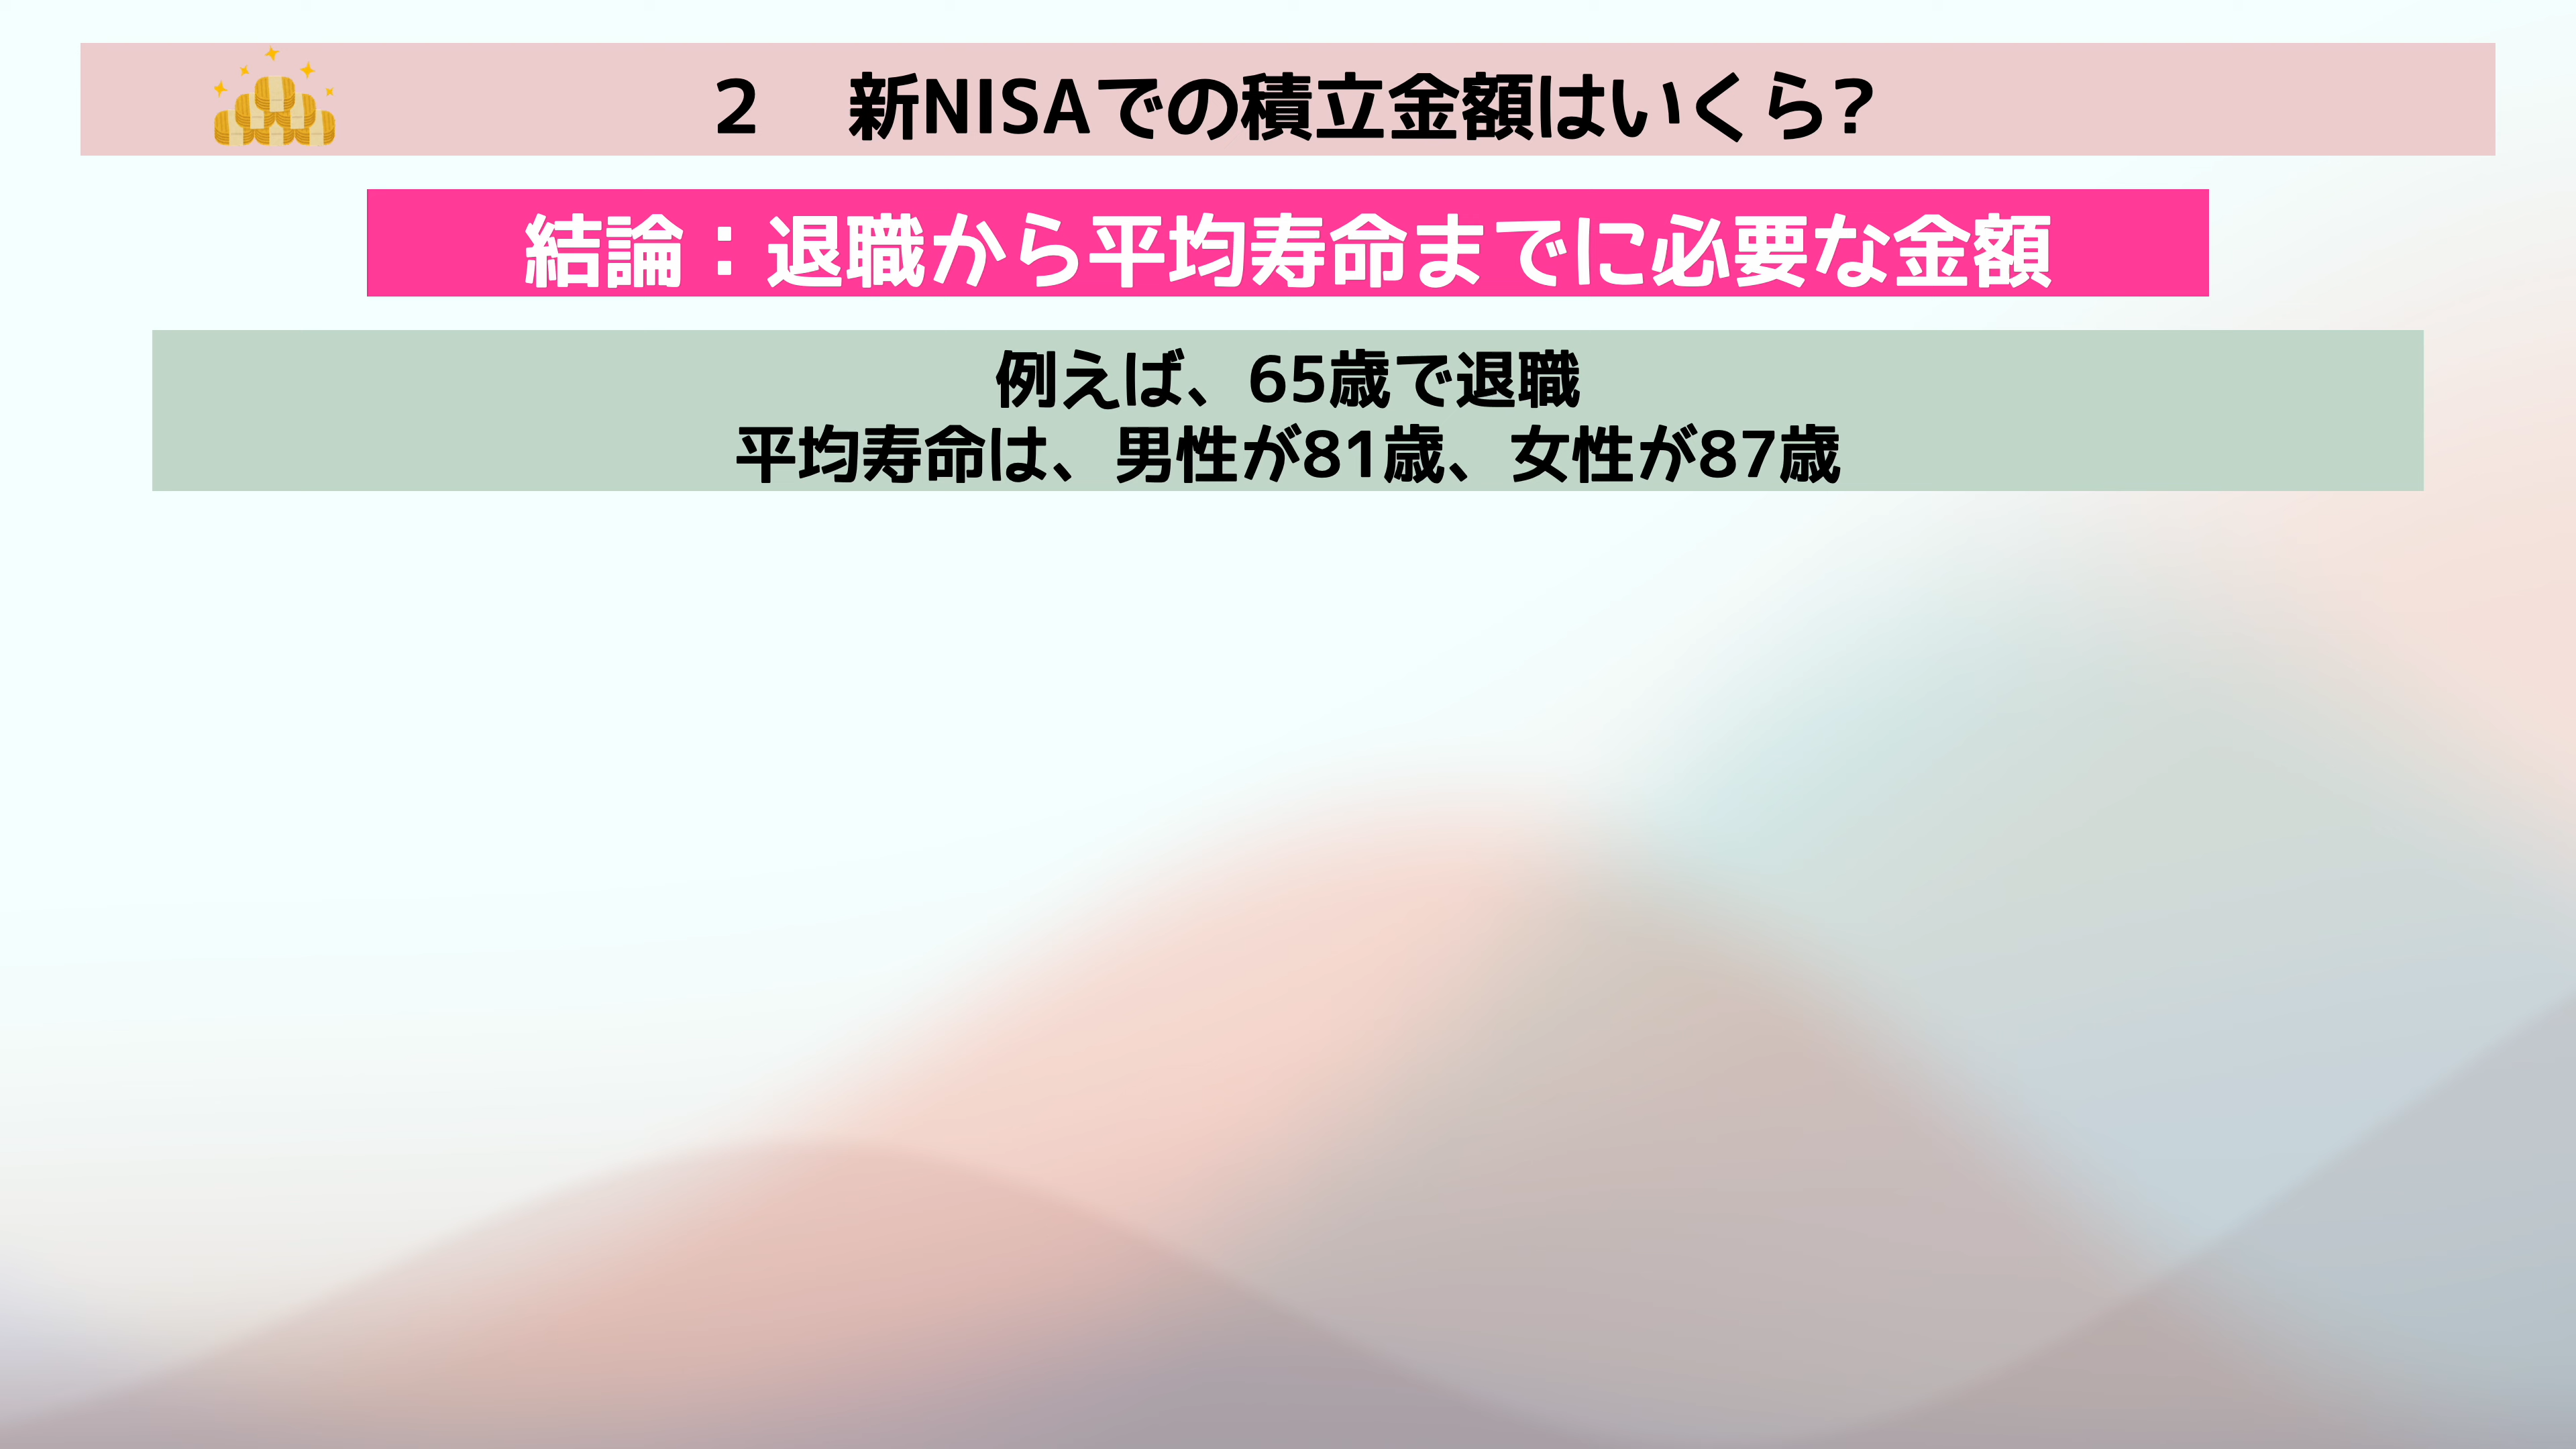 ２　新NISAでの積立金額はいくら？
結論：退職から平均寿命までに必要な金額
例えば、65歳で退職
平均寿命は、男性が81歳、女性が87歳